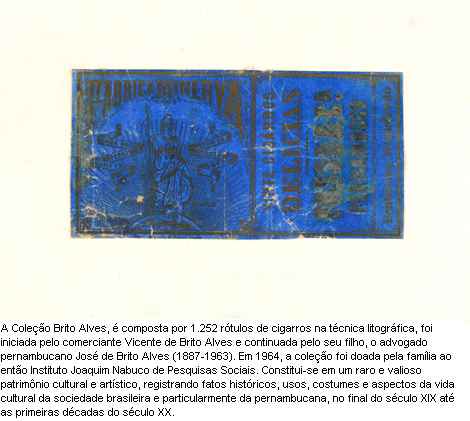 FABRICA MINERVA
CIGARROS
DELICIAS
A Coleção Brito Alves, é composta por 1.252 rótulos de cigarros na técnica litográfica, foi
iniciada pelo comerciante Vicente de Brito Alves e continuada pelo seu filho, o advogado
pernambucano José de Brito Alves (1887-1963). Em 1964, a coleção foi doada pela família ao
então Instituto Joaquim Nabuco de Pesquisas Sociais. Constitui-se em um raro e valioso
patrimônio cultural e artístico, registrando fatos históricos, usos, costumes e aspectos da vida
cultural da sociedade brasileira e particularmente da pernambucana, no final do século XIX até
as primeiras décadas do século XX.